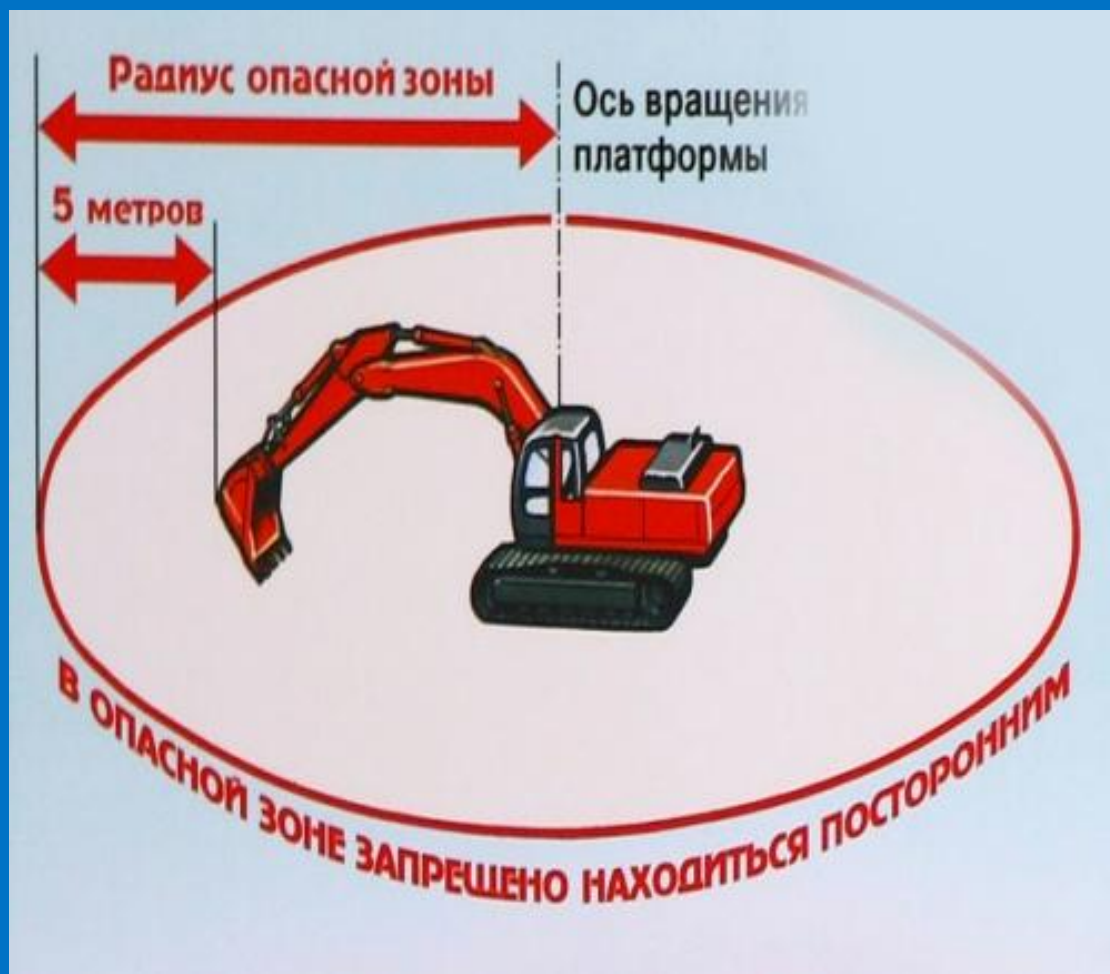 Радиус опасной зоны
Ось вращения
платформы
5 метров
В ОПАСНОЙ ЗОНЕ ЗАПРЕЩЕНО НАХОДИТЬСЯ ПОСТОРОННИМ